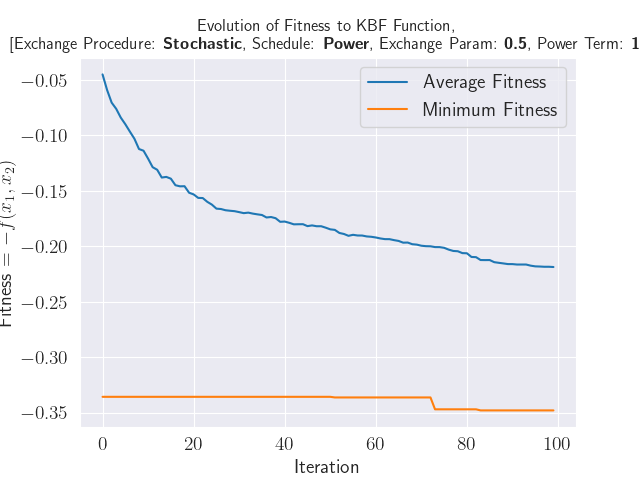 Evolution of Fitness to KBF Function,
[Exchange Procedure: Stochastic, Schedule: Power, Exchange Param: 0.5, Power Term: 1
Average Fitness
Minimum Fitness
Fitness = −f(x₁, x₂)
−0.05
−0.10
−0.15
−0.20
−0.25
−0.30
−0.35
0 20 40 60 80 100
Iteration